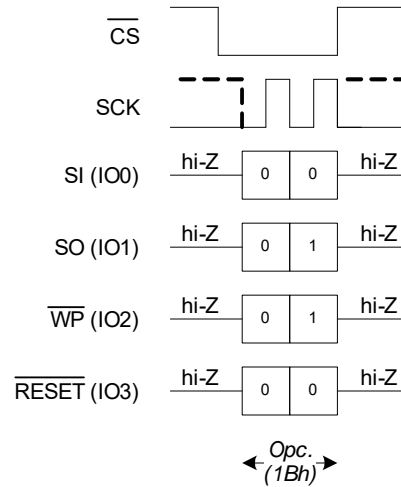 CS
SCK
hi-Z hi-Z
SI (IO0) 0 0
hi-Z hi-Z
SO (IO1) 0 1
hi-Z hi-Z
WP (IO2) 0 1
hi-Z hi-Z
RESET (IO3) 0 0
Opc.
(1Bh)